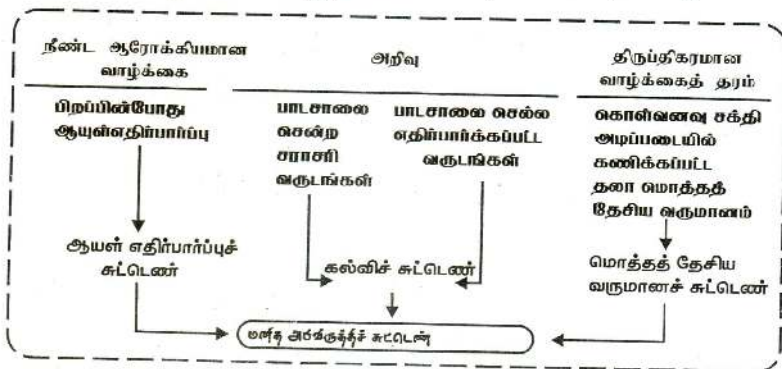 நீண்ட ஆரோக்கியமான
வாழ்க்கை
அறிவு
திருப்திகரமான
வாழ்க்கைத் தரம்
பிறப்பின்போது
ஆயுள்எதிர்பார்ப்பு
பாடசாலை
சென்ற
சராசரி
வருடங்கள்
பாடசாலை செல்ல
எதிர்பார்க்கப்பட்ட
வருடங்கள்
கொள்வனவு சக்தி
அடிப்படையில்
கணிக்கப்பட்ட
தலா மொத்தத்
தேசிய வருமானம்
ஆயள் எதிர்பார்ப்புச்
சுட்டெண்
கல்விச் சுட்டெண்
மொத்தத் தேசிய
வருமானச் சுட்டெண்
மனித அபிவிருத்திச் சுட்டெண்